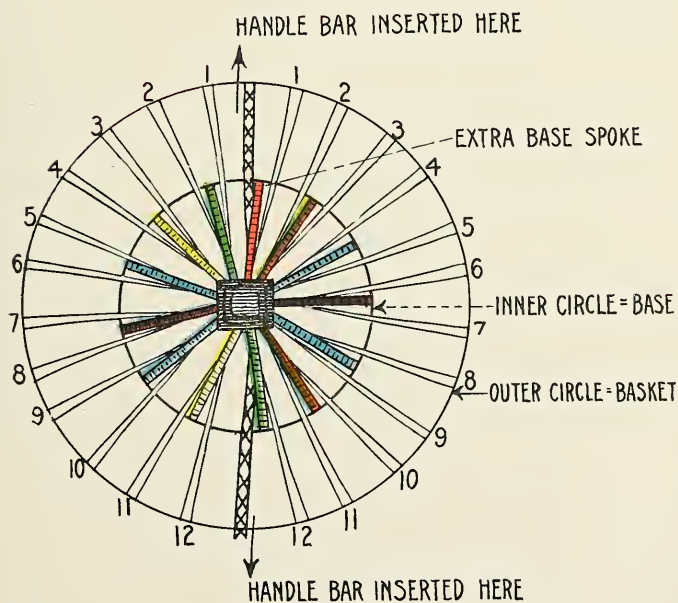 HANDLE BAR INSERTED HERE
1 1
2 2
3 3
EXTRA BASE SPOKE
4 4
5 5
6 6
INNER CIRCLE=BASE
7 7
8 8
OUTER CIRCLE=BASKET
9 9
10 10
11 11
12 12
HANDLE BAR INSERTED HERE